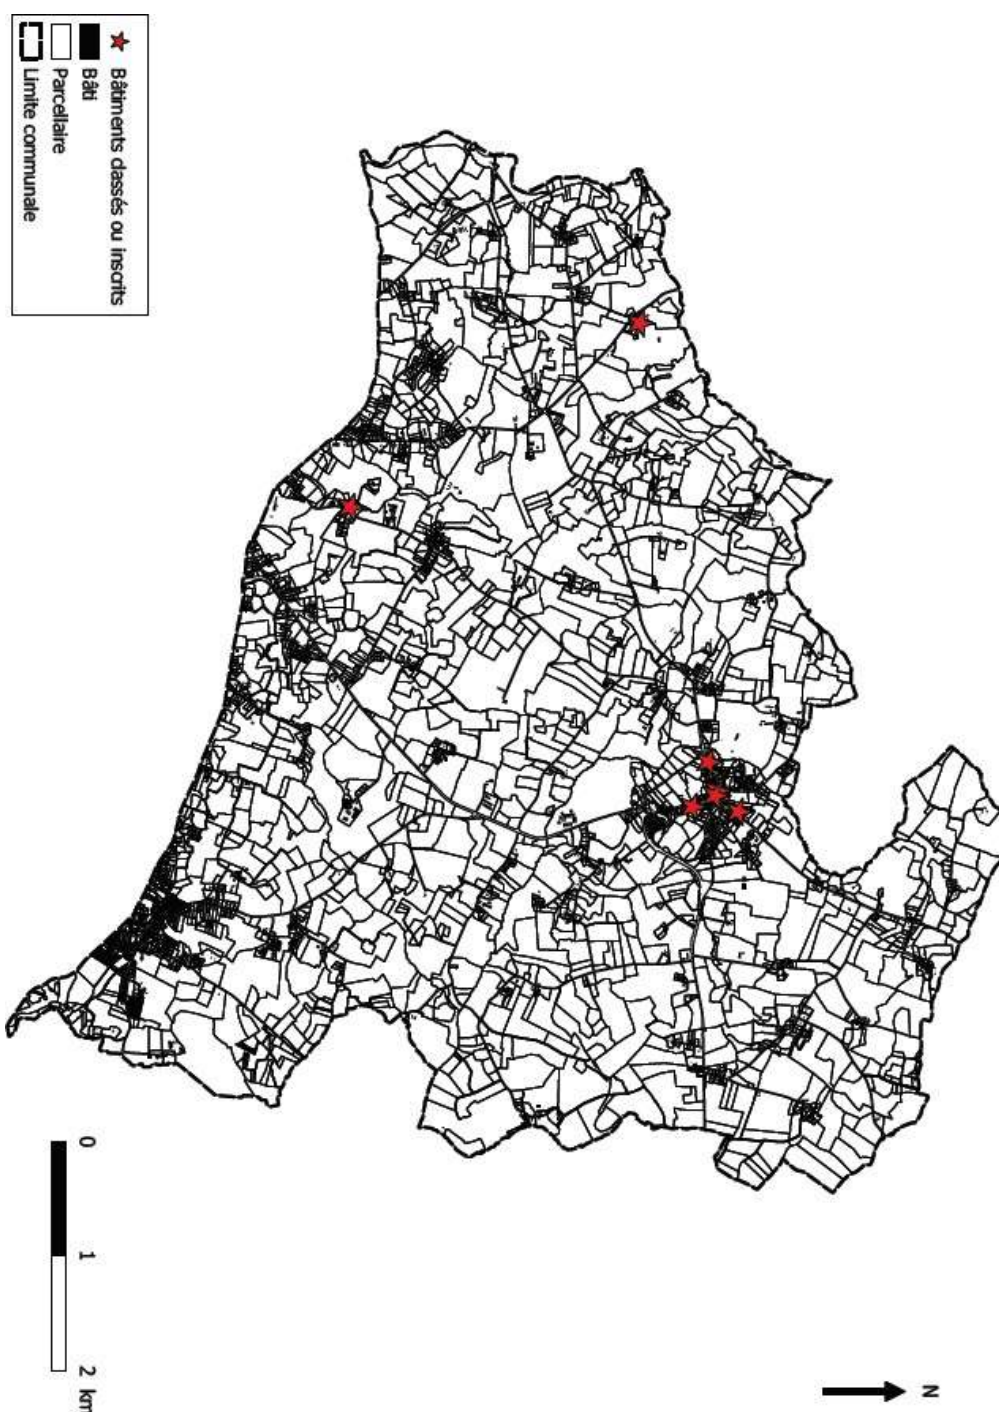 Bâtiments classés ou inscrits
Bâti
Parcellaire
Limite communale
0 1 2 km
N